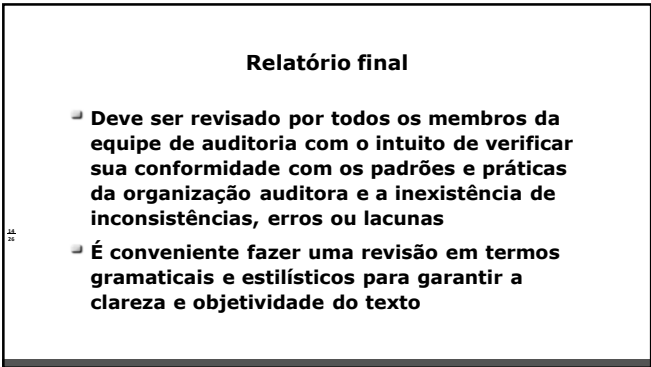 Relatório final
Deve ser revisado por todos os membros da
equipe de auditoria com o intuito de verificar
sua conformidade com os padrões e práticas
da organização auditora e a inexistência de
inconsistências, erros ou lacunas
É conveniente fazer uma revisão em termos
gramaticais e estilísticos para garantir a
clareza e objetividade do texto
14
26